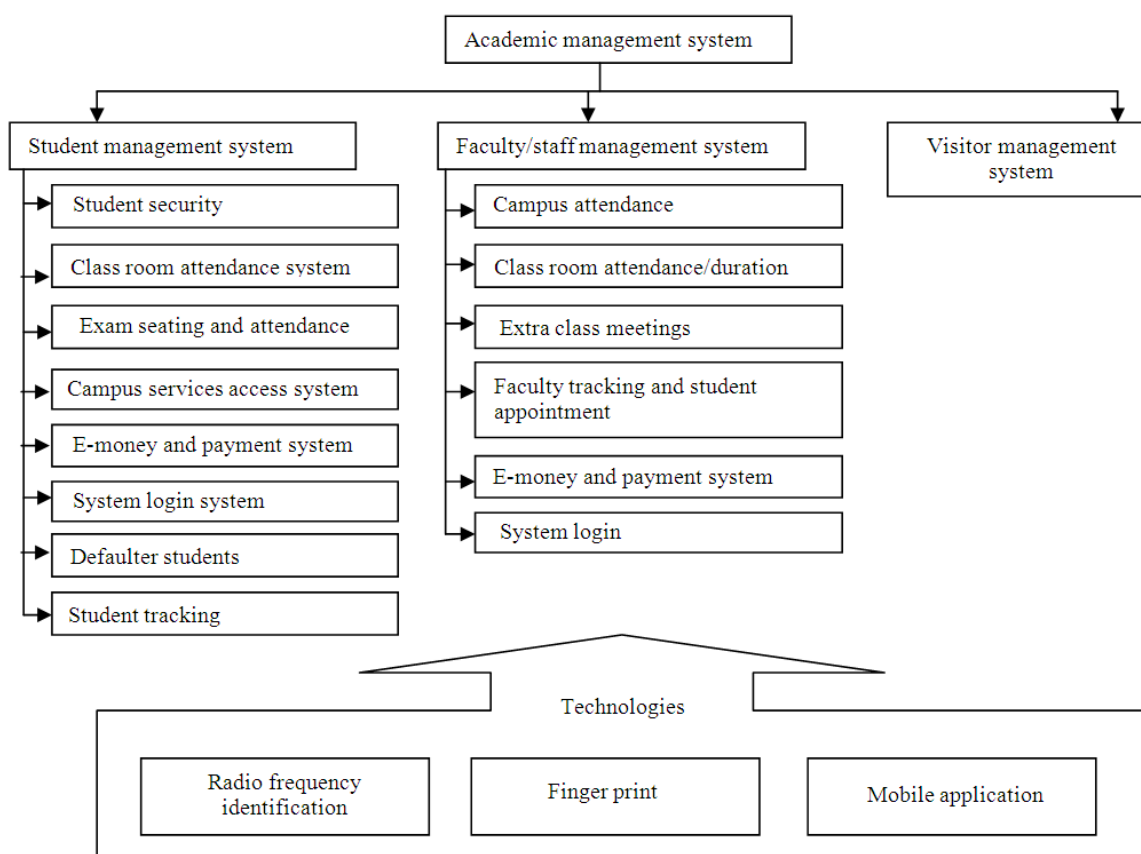 Academic management system
Student management system
Faculty/staff management system
Visitor management
system
Student security
Class room attendance system
Exam seating and attendance
Campus services access system
E-money and payment system
System login system
Defaulter students
Student tracking
Campus attendance
Class room attendance/duration
Extra class meetings
Faculty tracking and student
appointment
E-money and payment system
System login
Technologies
Radio frequency
identification
Finger print
Mobile application